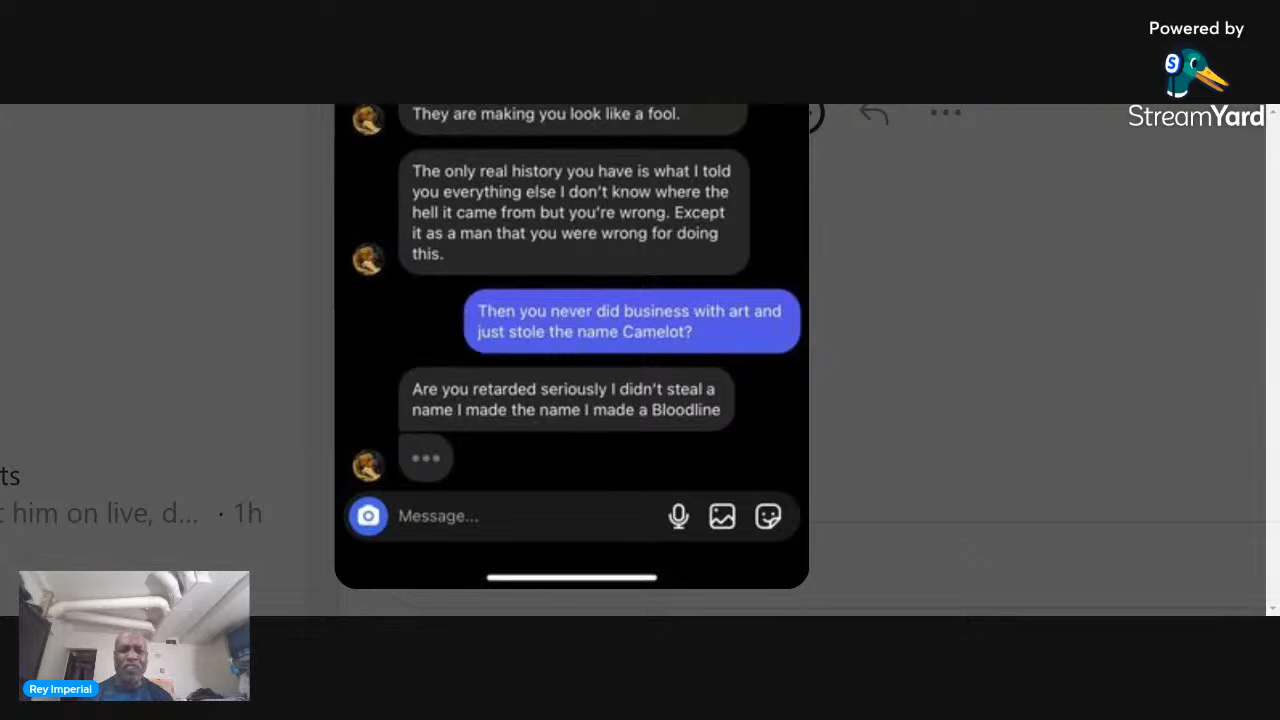 Powered by
StreamYard
They are making you look like a fool.
The only real history you have is what I told
you everything else I don't know where the
hell it came from but you're wrong. Except
it as a man that you were wrong for doing
this.
Then you never did business with art and
just stole the name Camelot?
Are you retarded seriously I didn't steal a
name I made the name I made a Bloodline
Message...
ts
t him on live, d... · 1h
Rey Imperial